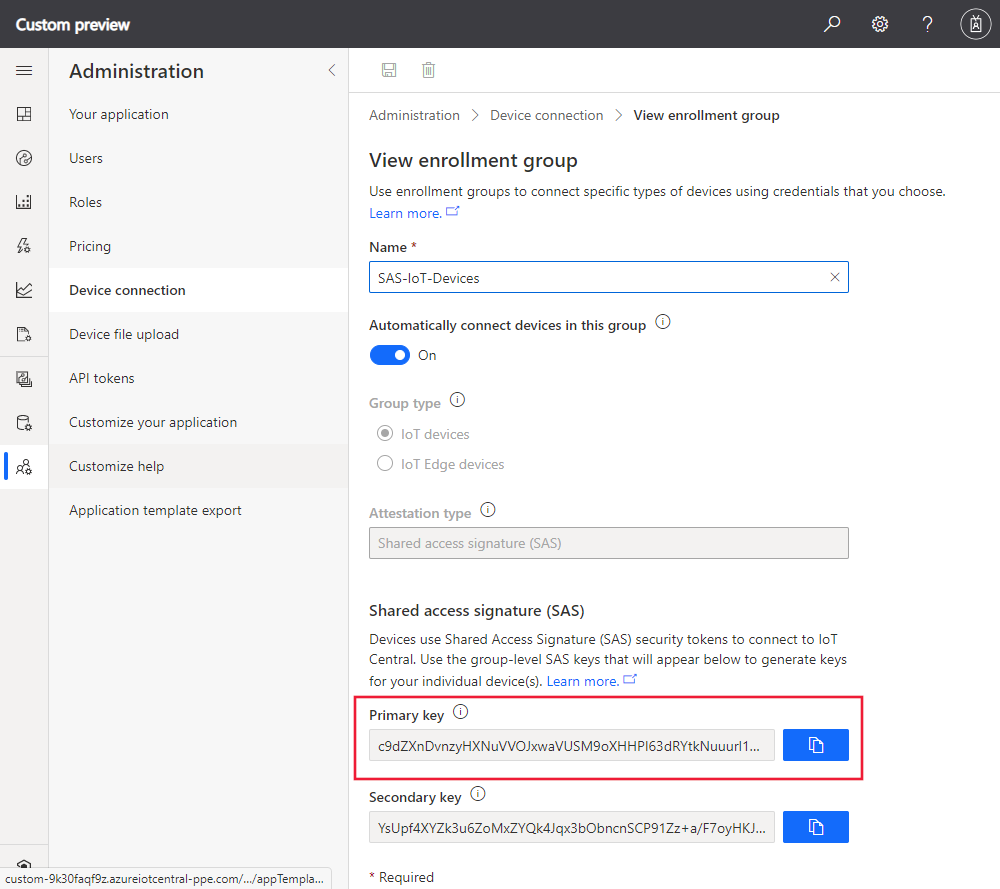 Custom preview
Administration
Your application
Users
Roles
Pricing
Device connection
Device file upload
API tokens
Customize your application
Customize help
Application template export
custom-9k30faqf9z.azureiotcentral-ppe.com/.../appTempla...
Administration > Device connection > View enrollment group
View enrollment group
Use enrollment groups to connect specific types of devices using credentials that you choose.
Learn more.
Name *
SAS-IoT-Devices
Automatically connect devices in this group
On
Group type
IoT devices
IoT Edge devices
Attestation type
Shared access signature (SAS)
Shared access signature (SAS)
Devices use Shared Access Signature (SAS) security tokens to connect to IoT
Central. Use the group-level SAS keys that will appear below to generate keys
for your individual device(s). Learn more.
Primary key
c9dZXnDvnzyHXNuVVOJxwaVUSM9oXHHPI63dRYtkNuuurI1...
Secondary key
YsUpf4XYZk3u6ZoMxZYQk4Jqx3bObncnSCP91Zz+a/F7oyHKJ...
* Required